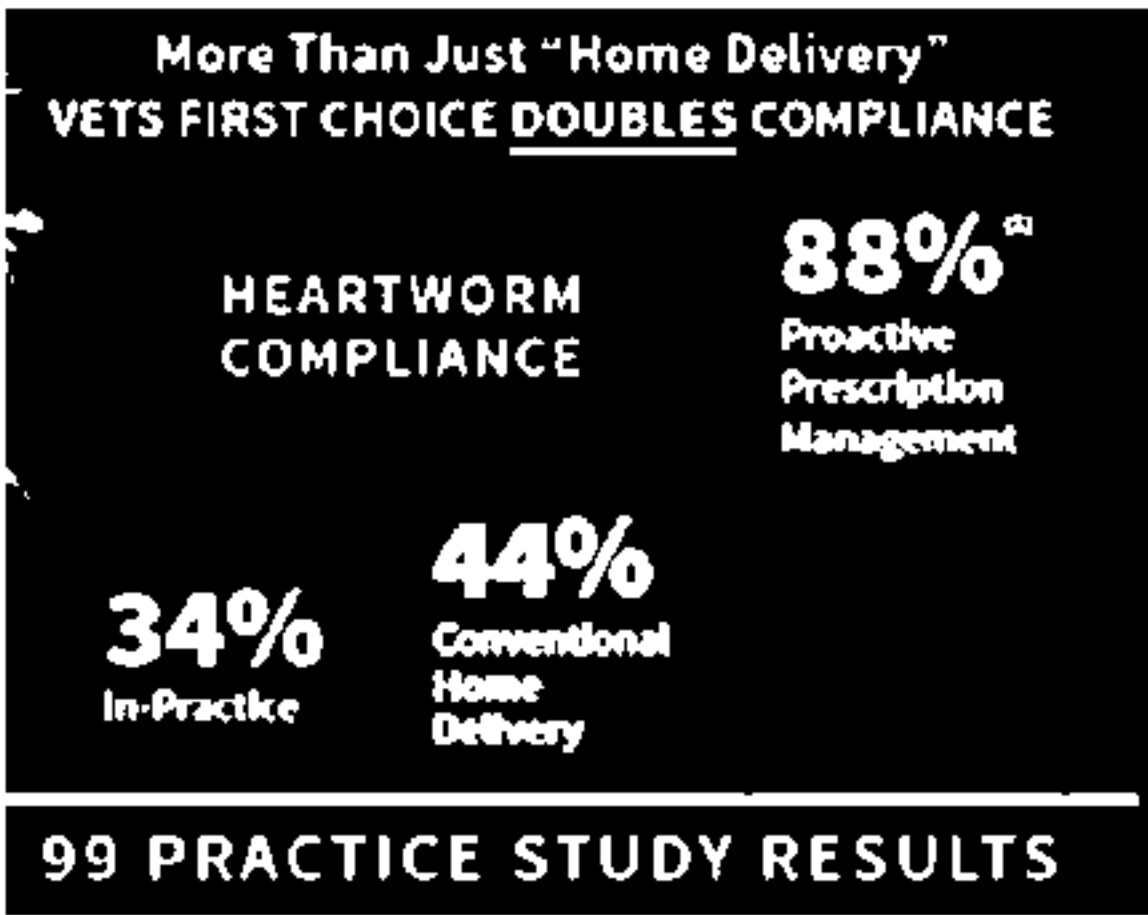 More Than Just “Home Delivery”
VETS FIRST CHOICE DOUBLES COMPLIANCE
HEARTWORM
COMPLIANCE
88%
Proactive
Prescription
Management
44%
Conventional
Home
Delivery
34%
In-Practice
99 PRACTICE STUDY RESULTS